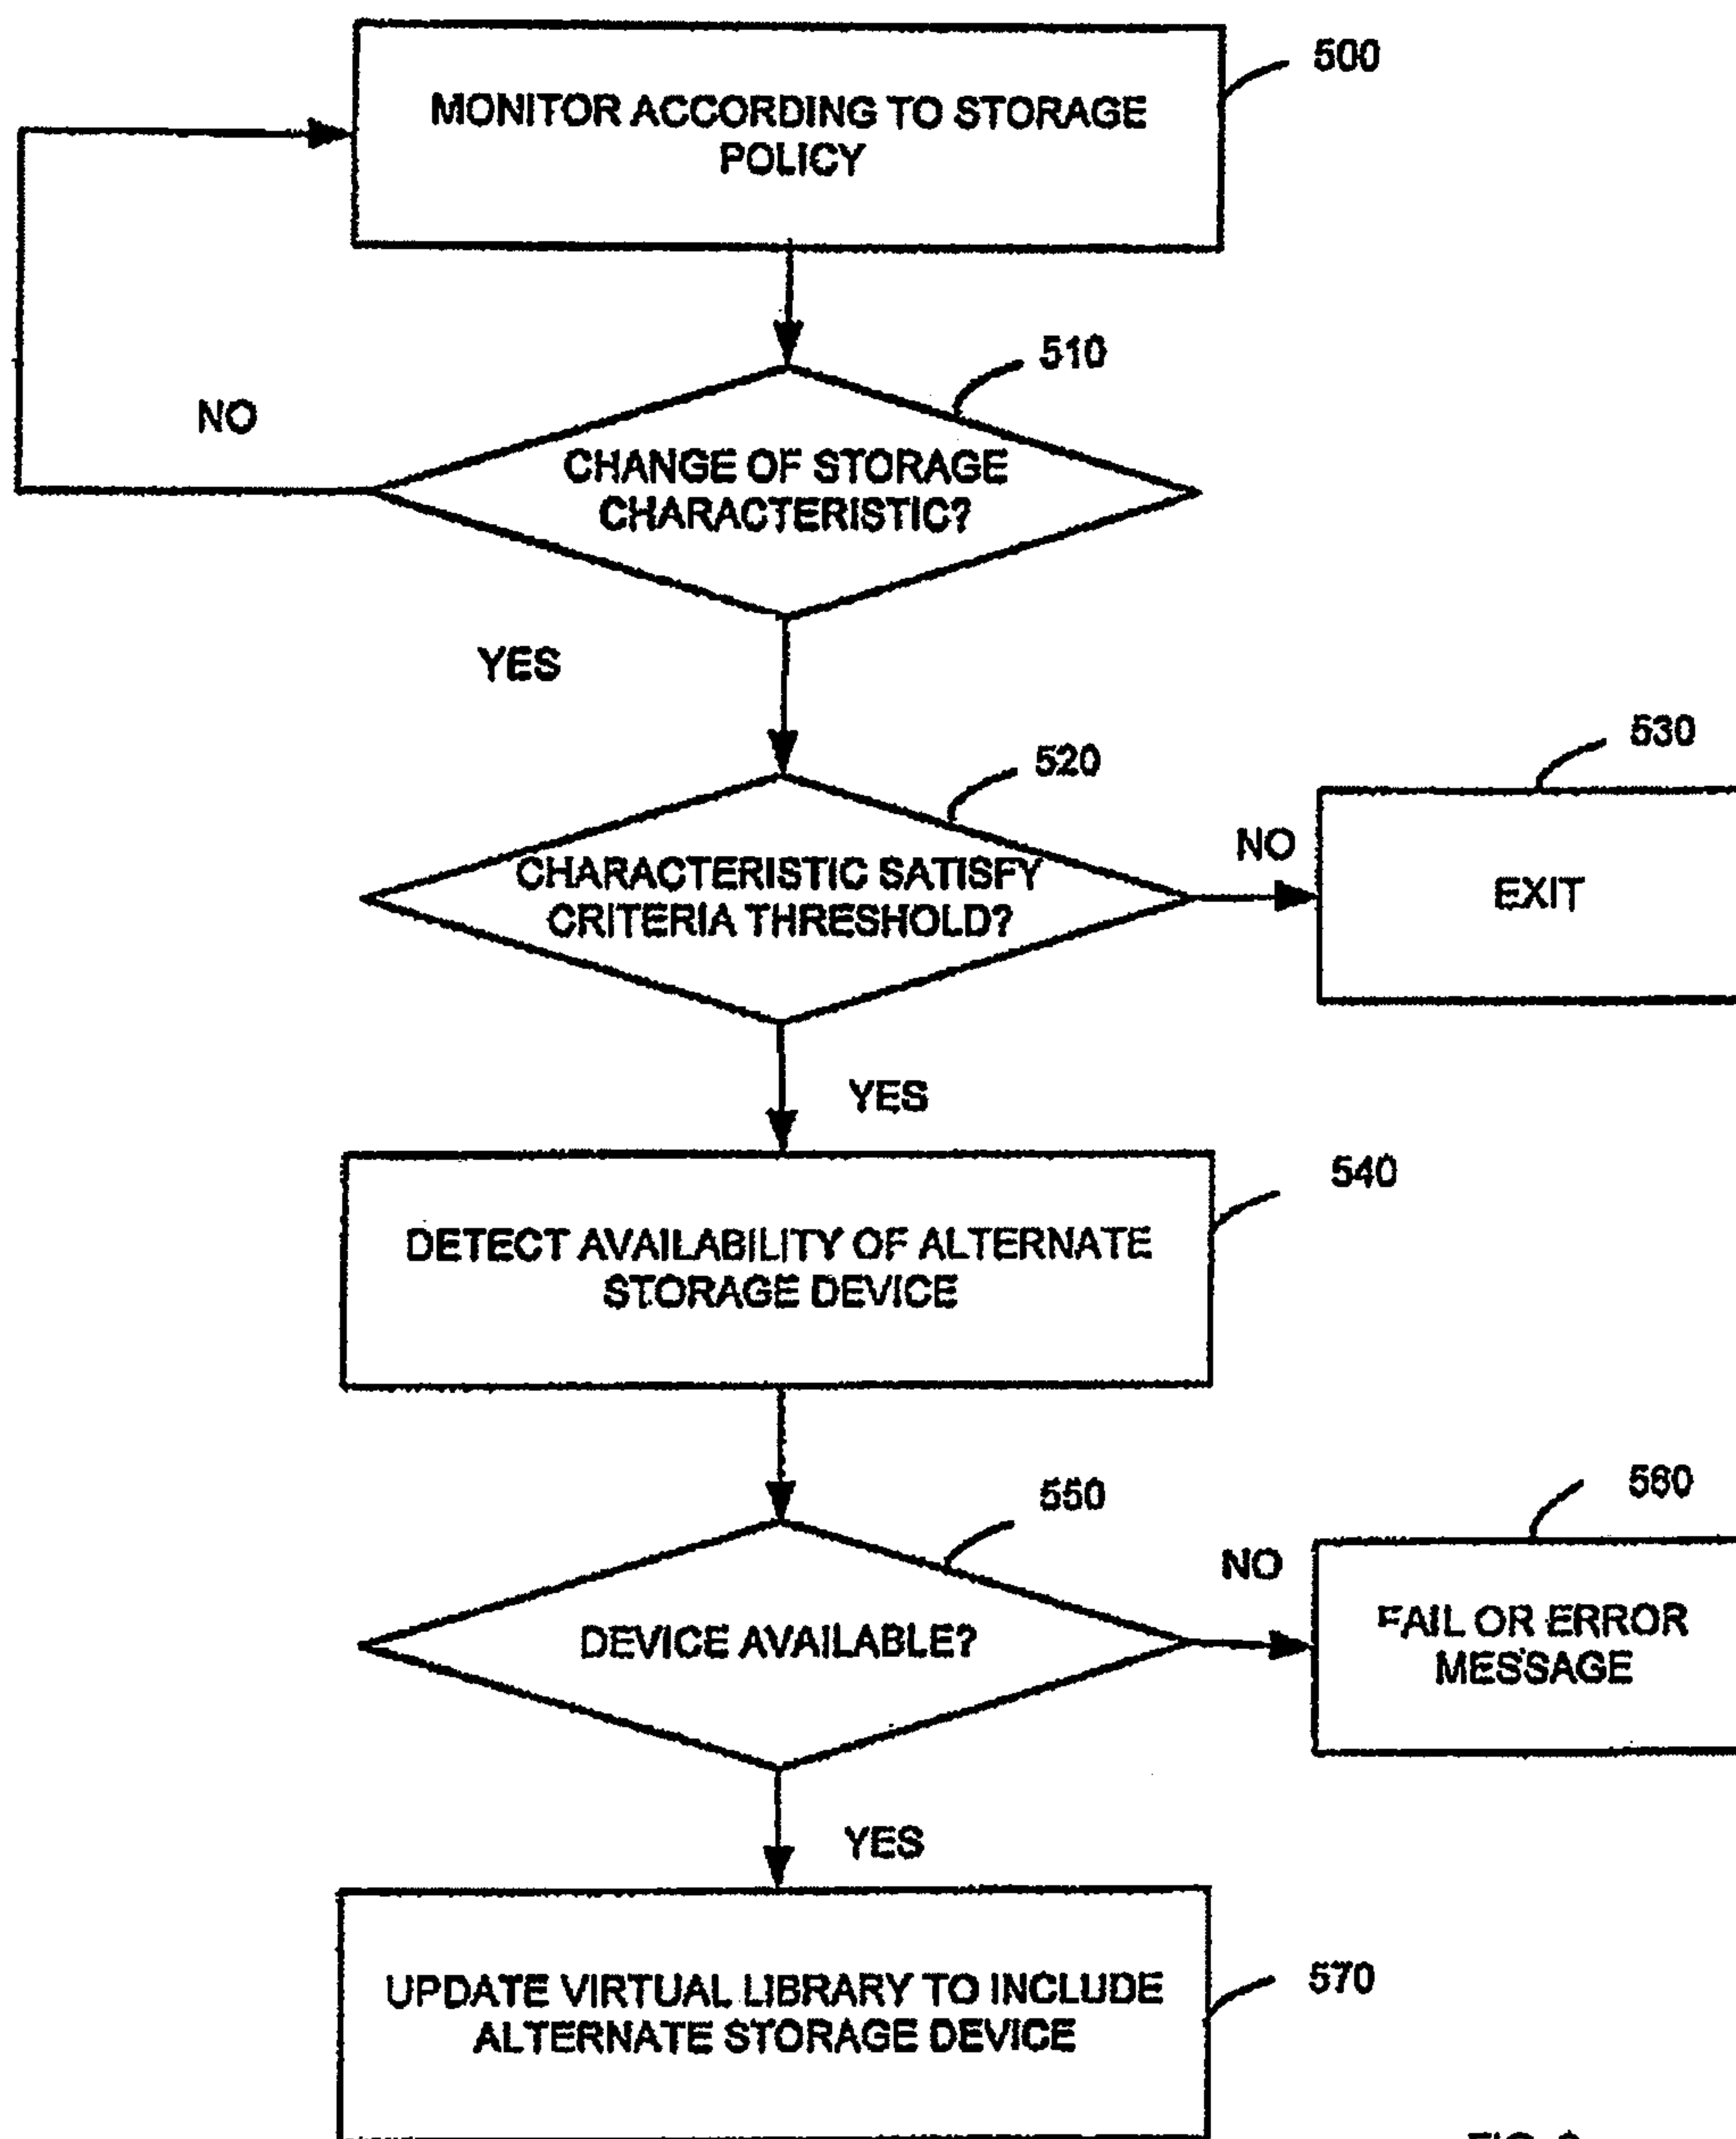 500
MONITOR ACCORDING TO STORAGE
POLICY
510
NO
CHANGE OF STORAGE
CHARACTERISTIC?
YES
520
530
CHARACTERISTIC SATISFY
CRITERIA THRESHOLD?
NO
EXIT
YES
540
DETECT AVAILABILITY OF ALTERNATE
STORAGE DEVICE
550
560
DEVICE AVAILABLE?
NO
FAIL OR ERROR
MESSAGE
YES
570
UPDATE VIRTUAL LIBRARY TO INCLUDE
ALTERNATE STORAGE DEVICE
FIG.